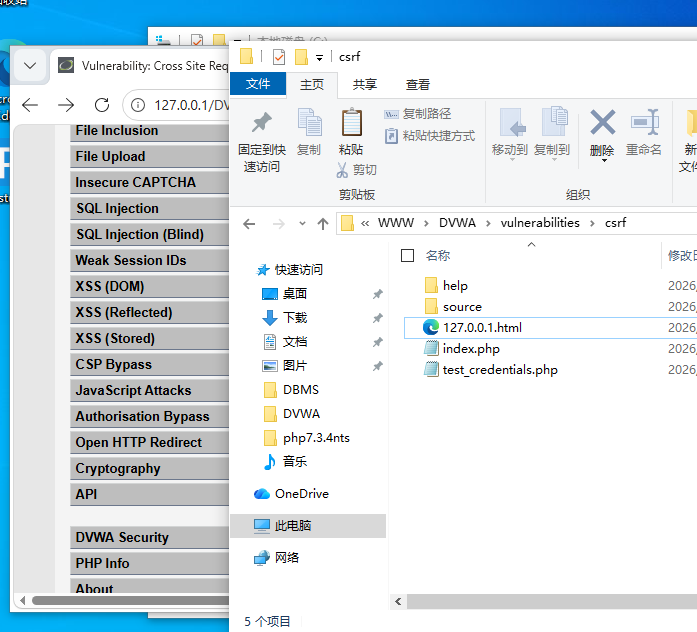 Vulnerability: Cross Site Req
127.0.0.1/DV
File Inclusion
File Upload
Insecure CAPTCHA
SQL Injection
SQL Injection (Blind)
Weak Session IDs
XSS (DOM)
XSS (Reflected)
XSS (Stored)
CSP Bypass
JavaScript Attacks
Authorisation Bypass
Open HTTP Redirect
Cryptography
API
DVWA Security
PHP Info
About
csrf
文件 主页 共享 查看
固定到快
速访问
复制
粘贴
复制路径
粘贴快捷方式
剪切
移动到 复制到 删除 重命名
剪贴板 组织
« WWW › DVWA › vulnerabilities › csrf
快速访问
桌面
下载
文档
图片
DBMS
DVWA
php7.3.4nts
音乐
OneDrive
此电脑
网络
名称 修改日
help 2026
source 2026
127.0.0.1.html 2026
index.php 2026
test_credentials.php 2026
5 个项目